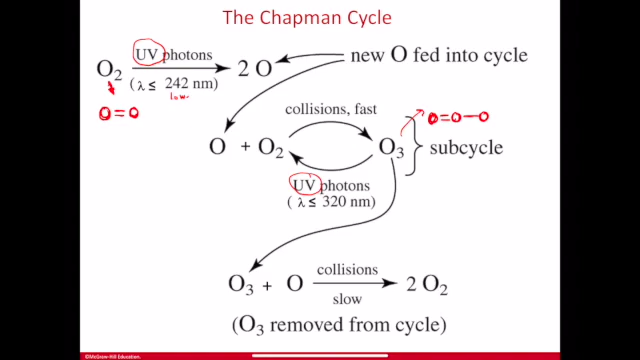 The Chapman Cycle
UV photons
O₂ 2 O new O fed into cycle
( λ ≤ 242 nm)
low
O = O
collisions, fast
O = O – O
O + O₂ O₃ subcycle
UV photons
( λ ≤ 320 nm)
collisions
O₃ + O 2 O₂
slow
(O₃ removed from cycle)
©McGraw-Hill Education.